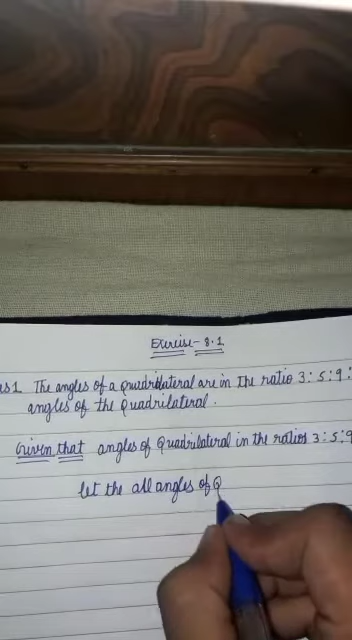 Exercise - 8.1
es1 The angles of a quadrilateral are in the ratio 3:5:9:
angles of the Quadrilateral.
Given that angles of Quadrilateral in the ratios 3:5:9
let the all angles of Q